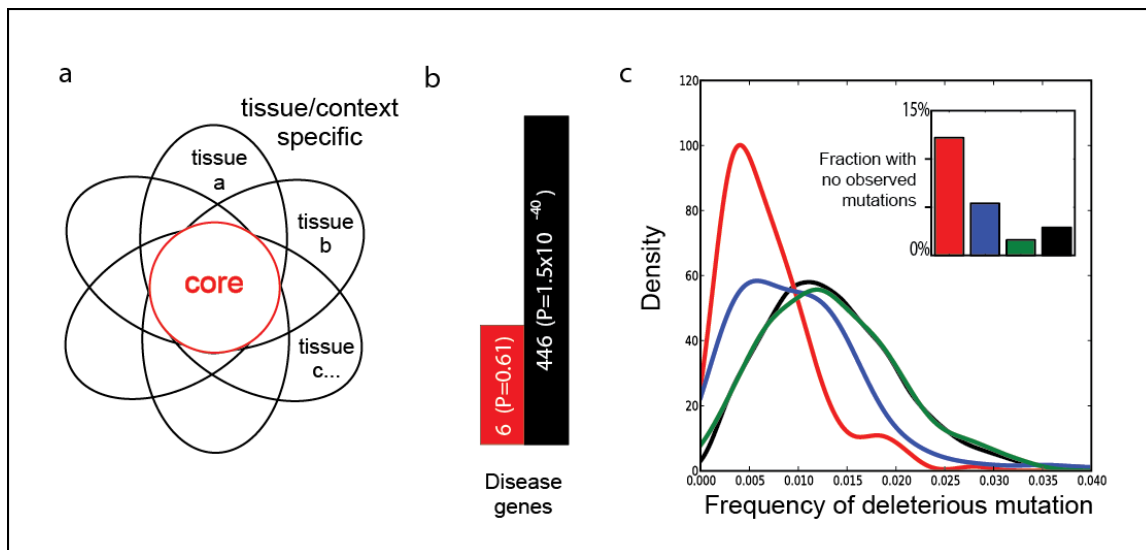 a
tissue/context
specific
tissue
a
tissue
b
core
tissue
c...
b
6 (P=0.61)
446 (P=1.5x10 -40)
Disease
genes
c
120
100
80
60
40
20
0
Density
0.000 0.005 0.010 0.015 0.020 0.025 0.030 0.035 0.040
Frequency of deleterious mutation
15%
0%
Fraction with
no observed
mutations